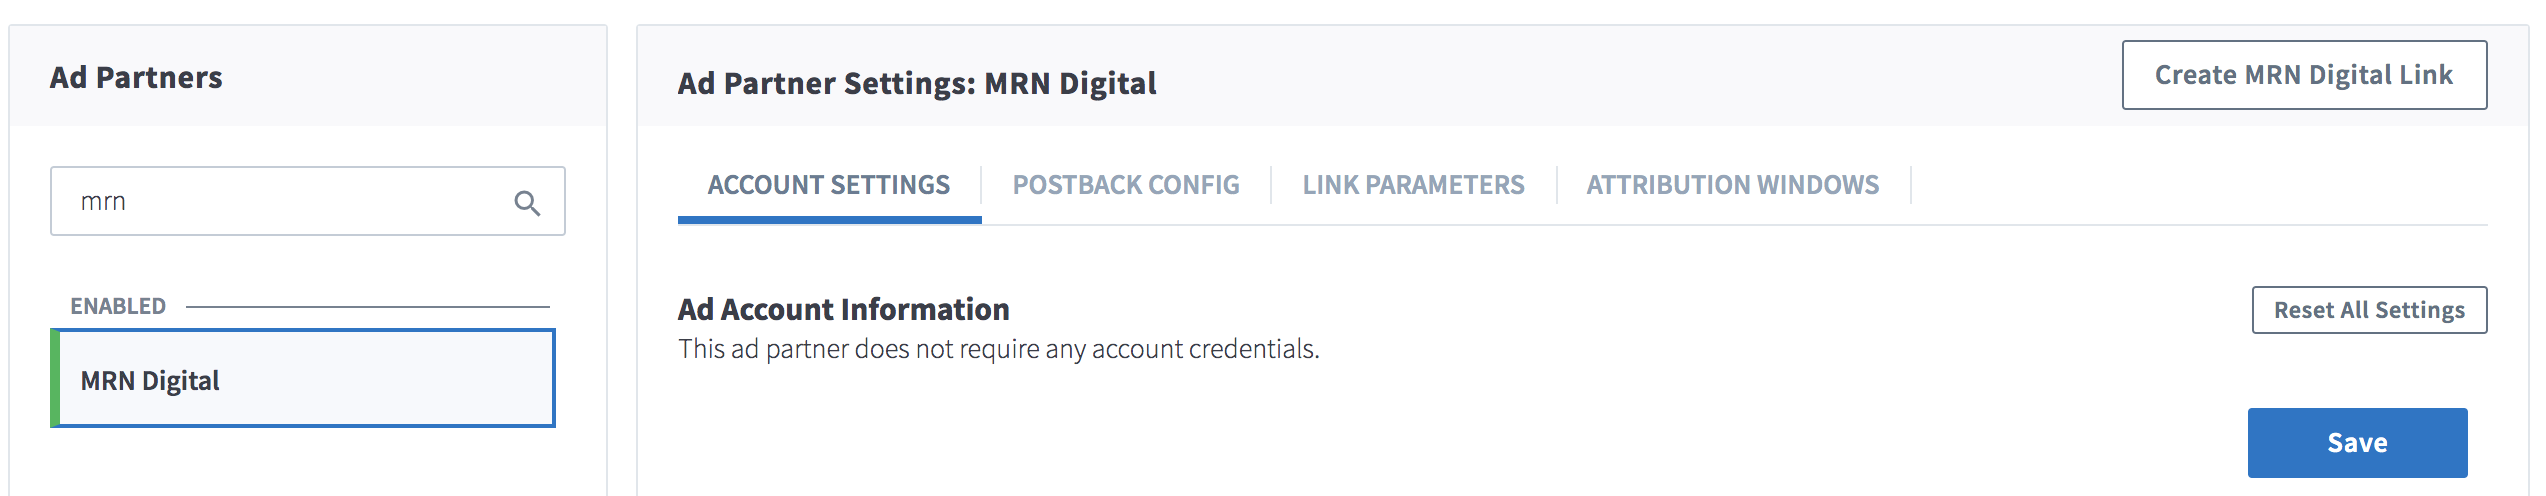 Ad Partners
mrn
ENABLED
MRN Digital
Ad Partner Settings: MRN Digital
Create MRN Digital Link
ACCOUNT SETTINGS
POSTBACK CONFIG
LINK PARAMETERS
ATTRIBUTION WINDOWS
Ad Account Information
Reset All Settings
This ad partner does not require any account credentials.
Save